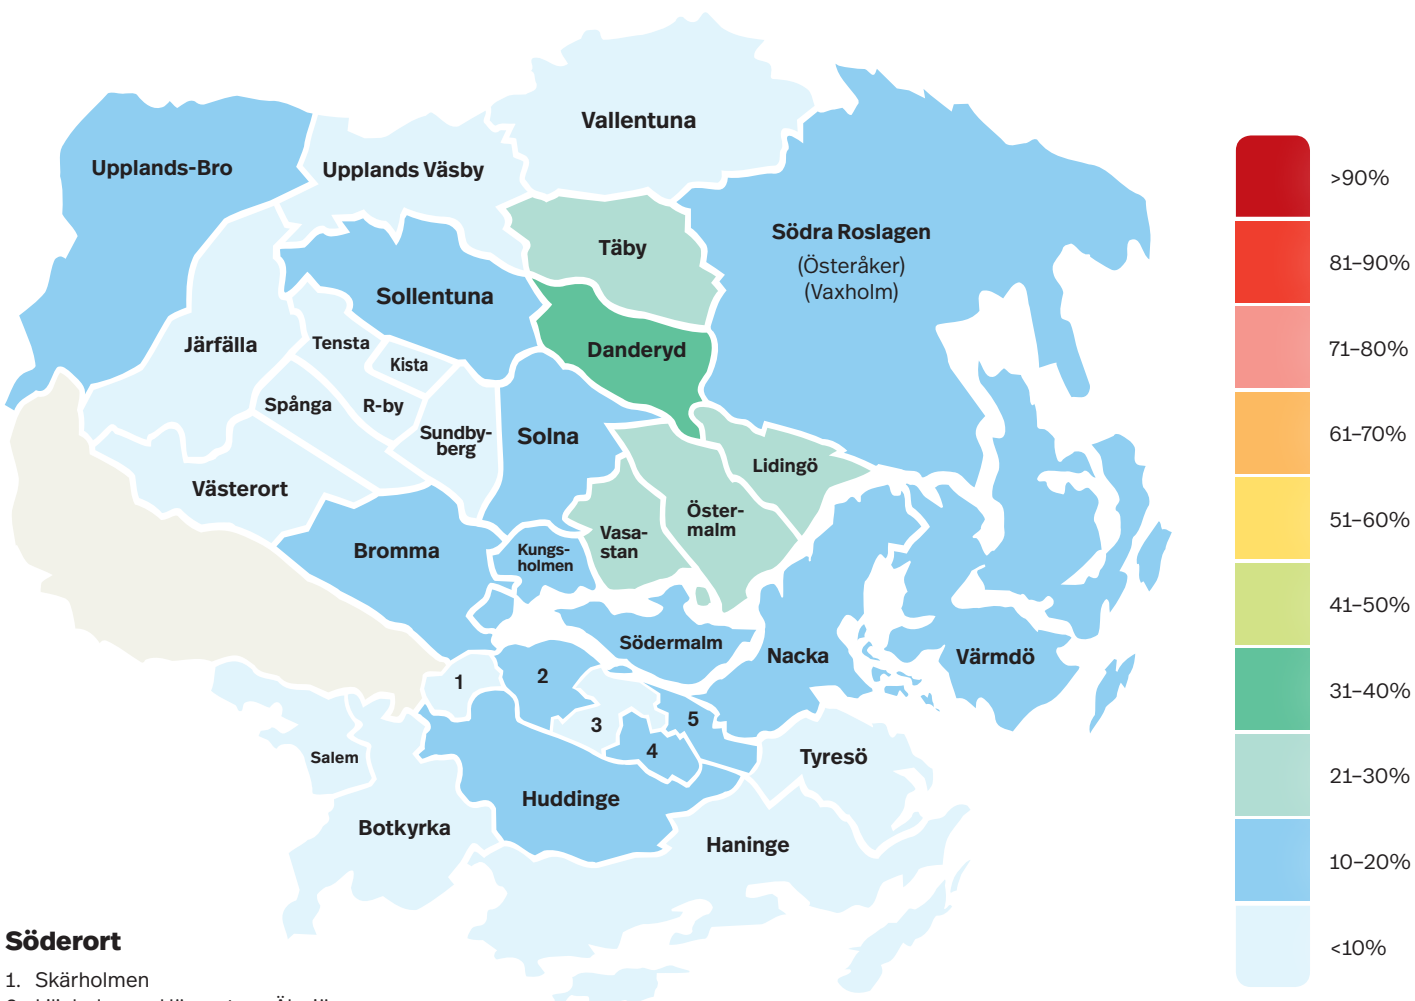 Vallentuna
Upplands-Bro
Upplands Väsby
Täby
Södra Roslagen
(Österåker)
(Vaxholm)
Sollentuna
Järfälla
Tensta
Kista
Danderyd
Spånga
R-by
Sundby-
berg
Solna
Lidingö
Västerort
Vasa-
stan
Öster-
malm
Bromma
Kungs-
holmen
Södermalm
Nacka
Värmdö
1
2
3
4
5
Salem
Tyresö
Huddinge
Botkyrka
Haninge
>90%
81–90%
71–80%
61–70%
51–60%
41–50%
31–40%
21–30%
10–20%
<10%
Söderort
1. Skärholmen